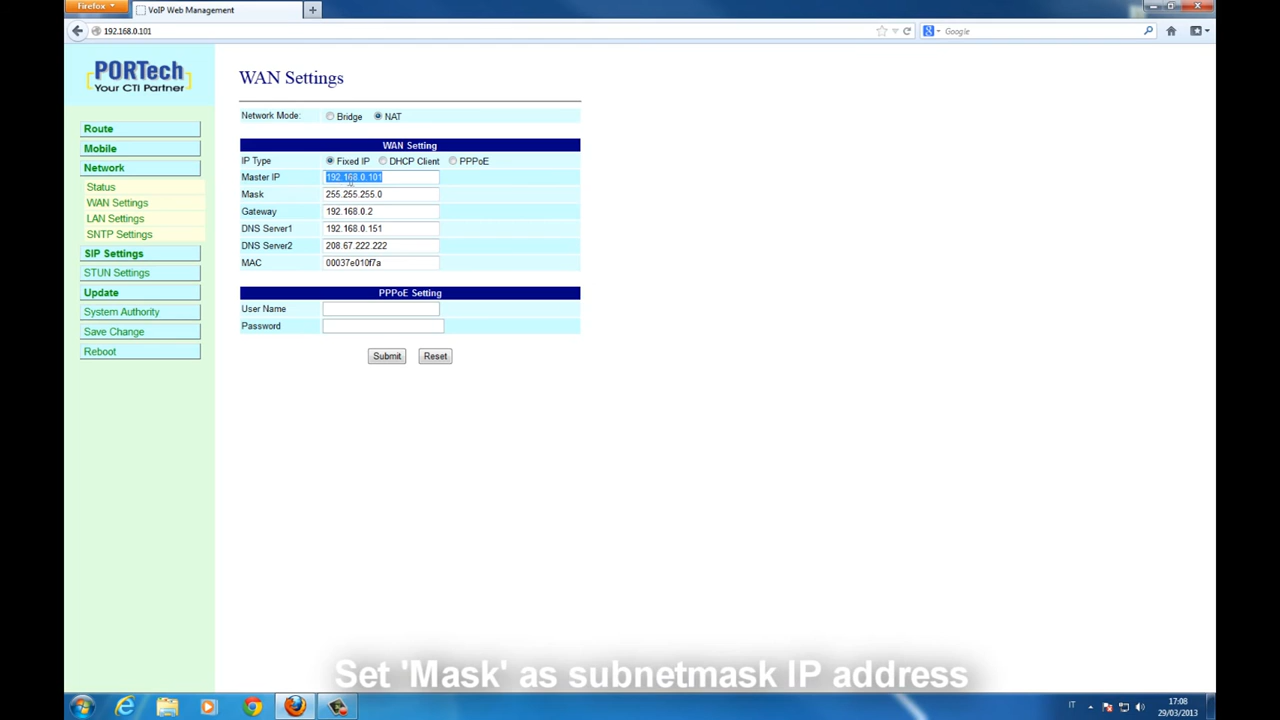 Firefox
VoIP Web Management
192.168.0.101
Google
PORTech
Your CTI Partner
Route
Mobile
Network
Status
WAN Settings
LAN Settings
SNTP Settings
SIP Settings
STUN Settings
Update
System Authority
Save Change
Reboot
WAN Settings
Network Mode: Bridge NAT
WAN Setting
IP Type Fixed IP DHCP Client PPPoE
Master IP 192.168.0.101
Mask 255.255.255.0
Gateway 192.168.0.2
DNS Server1 192.168.0.151
DNS Server2 208.67.222.222
MAC 00037e010f7a
PPPoE Setting
User Name
Password
Submit Reset
Set 'Mask' as subnetmask IP address
IT
17:08
29/03/2013